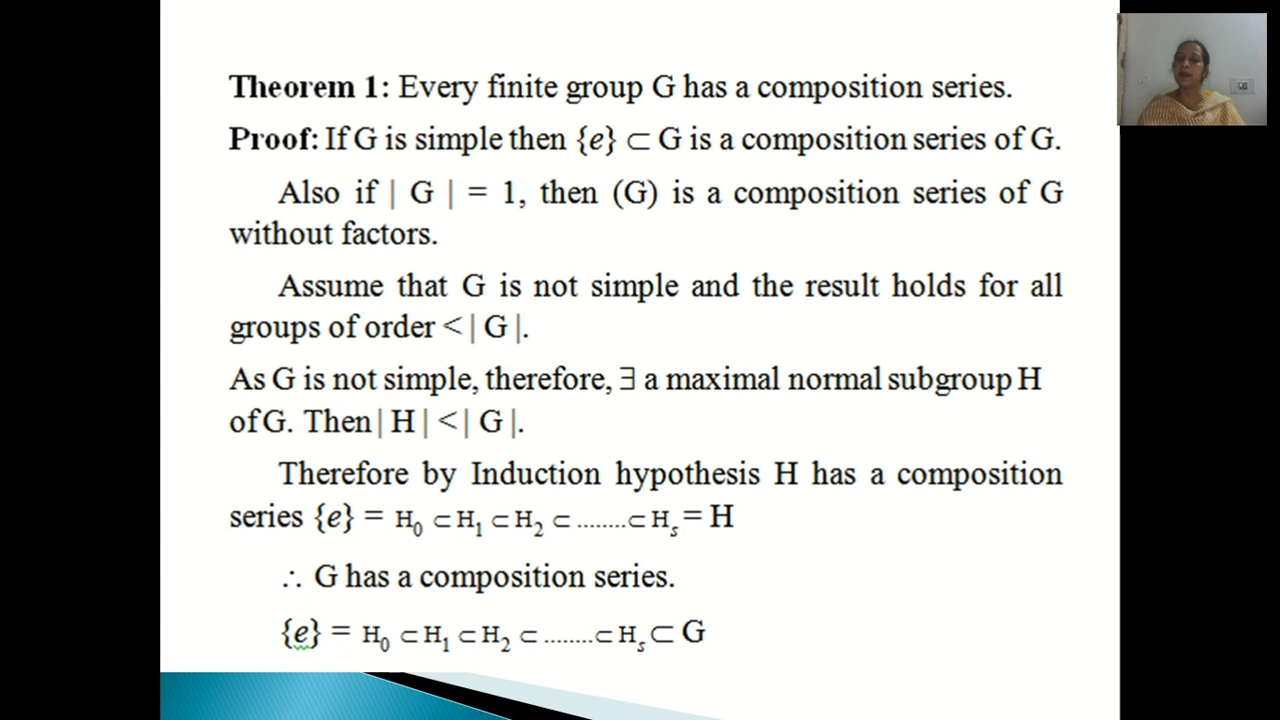 Theorem 1: Every finite group G has a composition series.
Proof: If G is simple then {e} ⊂ G is a composition series of G.
Also if | G | = 1, then (G) is a composition series of G
without factors.
Assume that G is not simple and the result holds for all
groups of order < | G |.
As G is not simple, therefore, ∃ a maximal normal subgroup H
of G. Then | H | < | G |.
Therefore by Induction hypothesis H has a composition
series {e} = H₀ ⊂ H₁ ⊂ H₂ ⊂ ........⊂ Hₛ = H
∴ G has a composition series.
{e} = H₀ ⊂ H₁ ⊂ H₂ ⊂ ........⊂ Hₛ ⊂ G